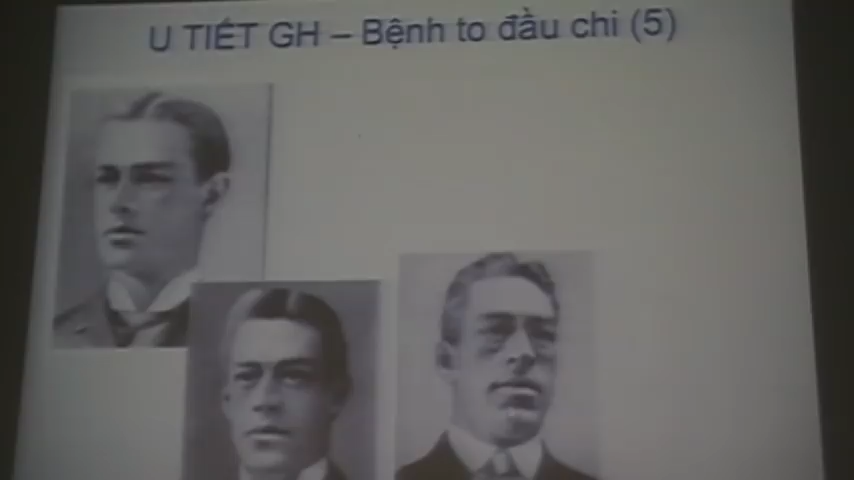 U TIẾT GH – Bệnh to đầu chi (5)